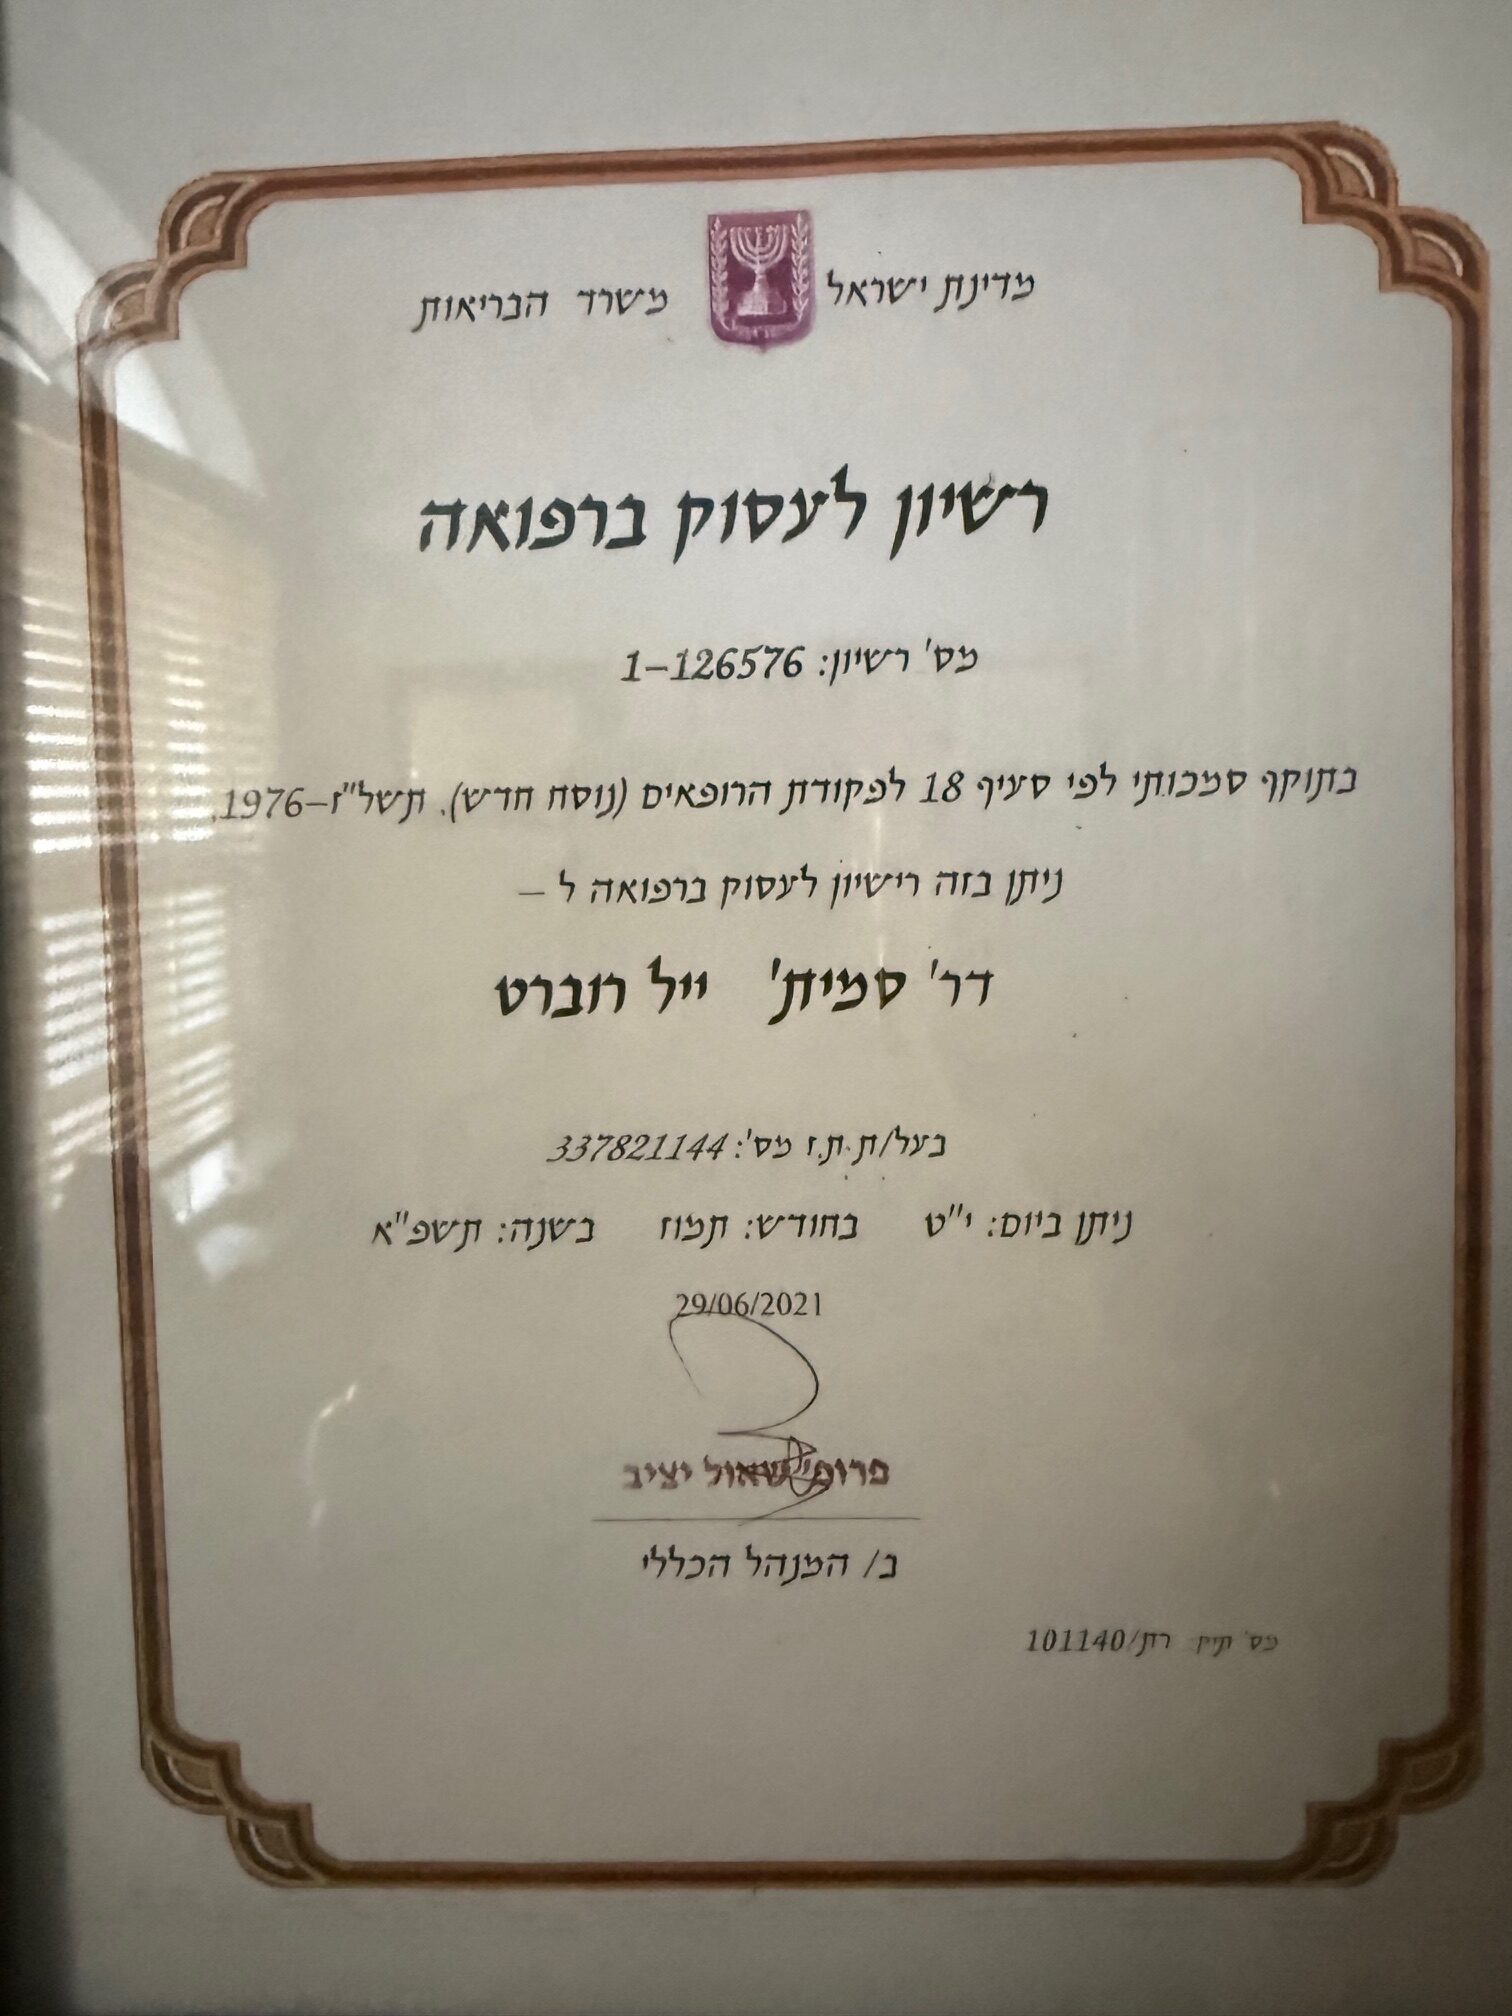 מדינת ישראל משרד הבריאות
רשיון לעסוק ברפואה
מס' רשיון: 1-126576
בתוקף סמכותי לפי סעיף 18 לפקודת הרופאים (נוסח חדש), תשל"ז-1976,
ניתן בזה רישיון לעסוק ברפואה ל -
דר' סמית' ייל רוברט
בעל/ת ת.ז מס': 337821144
ניתן ביום: י"ט בחודש: תמוז בשנה: תשפ"א
29/06/2021
פרופ' שאול יציב
ב/ המנהל הכללי
מס' תיק: רת/101140